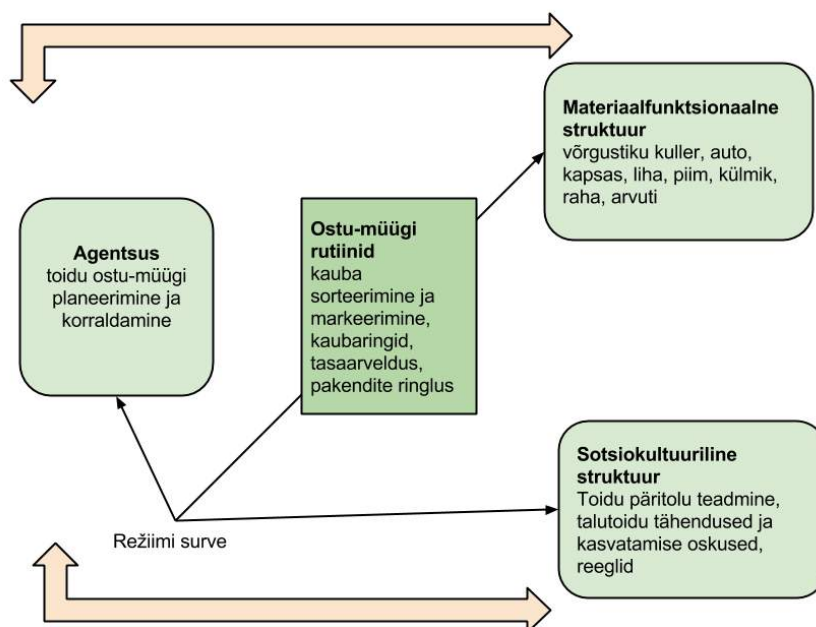 Materiaalfunktsionaalne
struktuur
võrgustiku kuller, auto,
kapsas, liha, piim, külmik,
raha, arvuti
Agentsus
toidu ostu-müügi
planeerimine ja
korraldamine
Ostu-müügi
rutiinid
kauba
sorteerimine ja
markeerimine,
kaubaringid,
tasaarveldus,
pakendite ringlus
Sotsiokultuuriline
struktuur
Toidu päritolu teadmine,
talutoidu tähendused ja
kasvatamise oskused,
reeglid
Režiimi surve